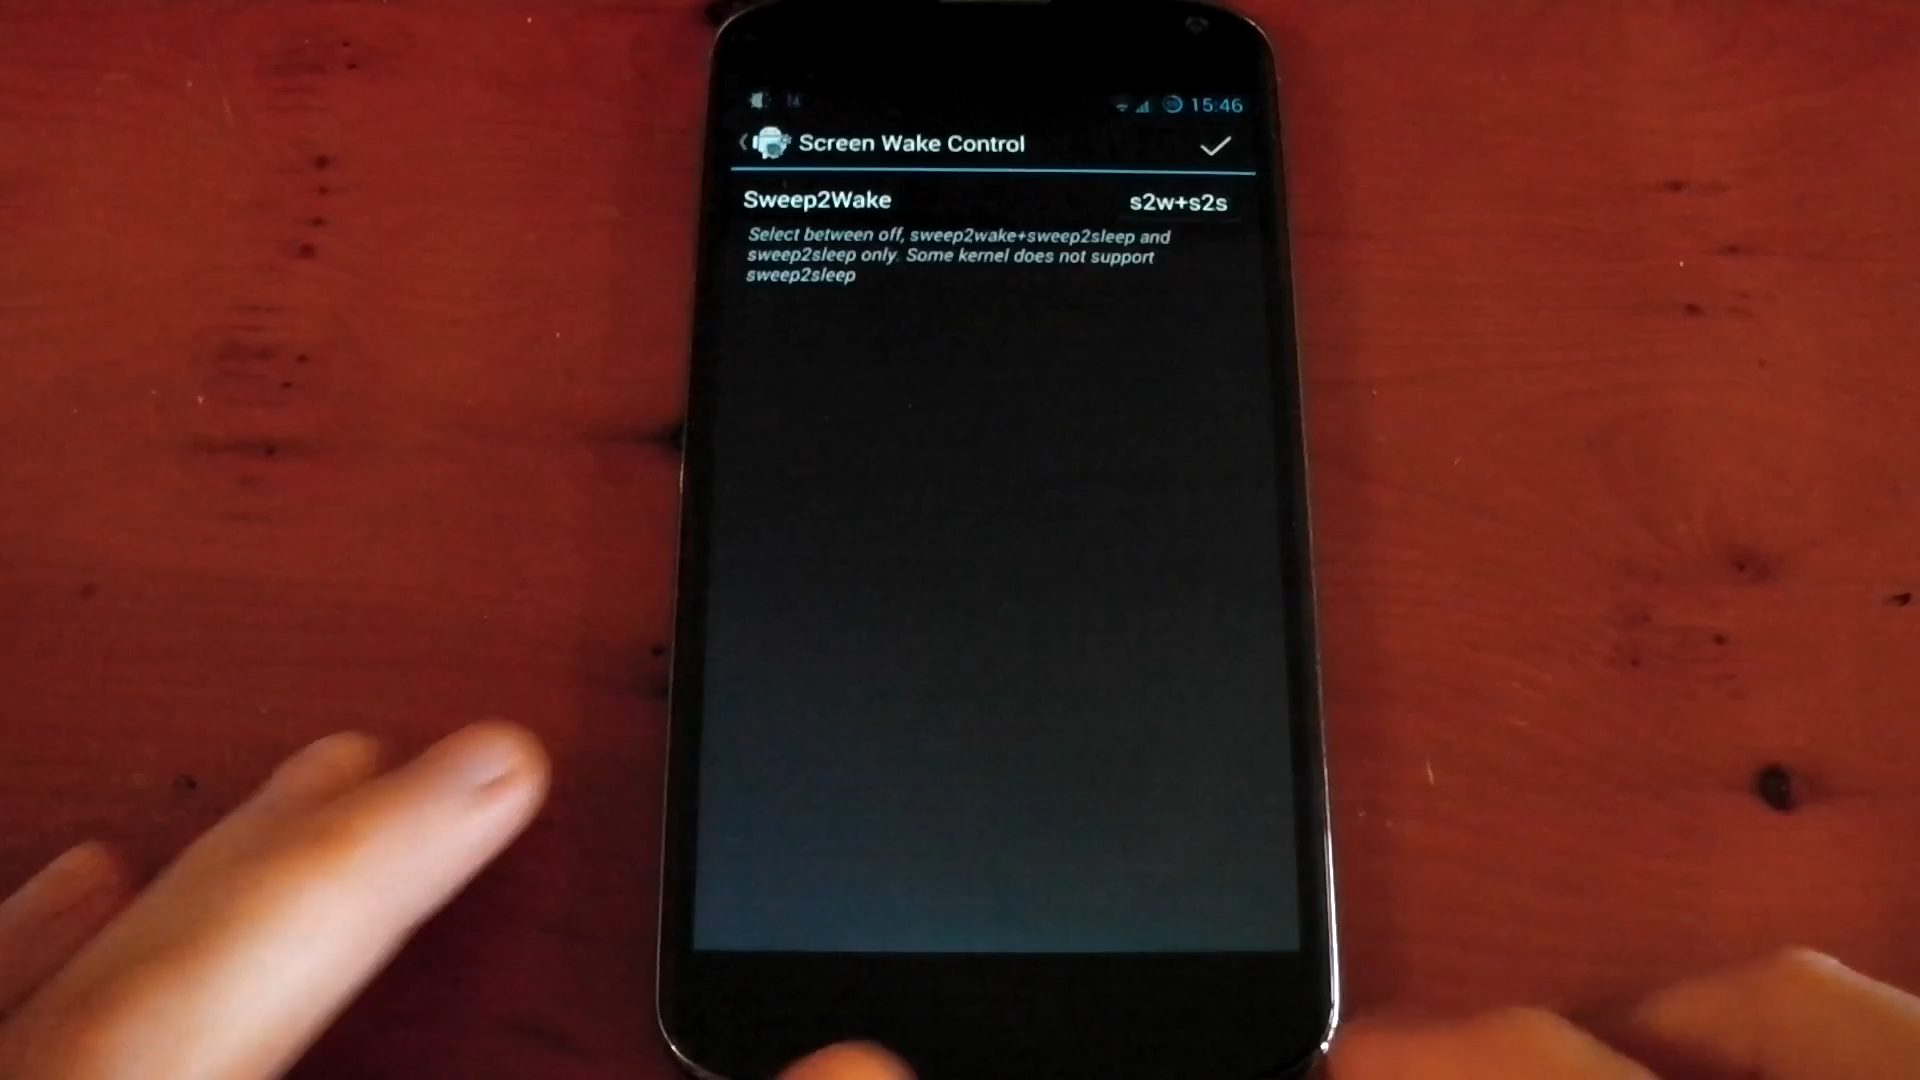 14 15:46
Screen Wake Control
Sweep2Wake s2w+s2s
Select between off, sweep2wake+sweep2sleep and
sweep2sleep only. Some kernel does not support
sweep2sleep